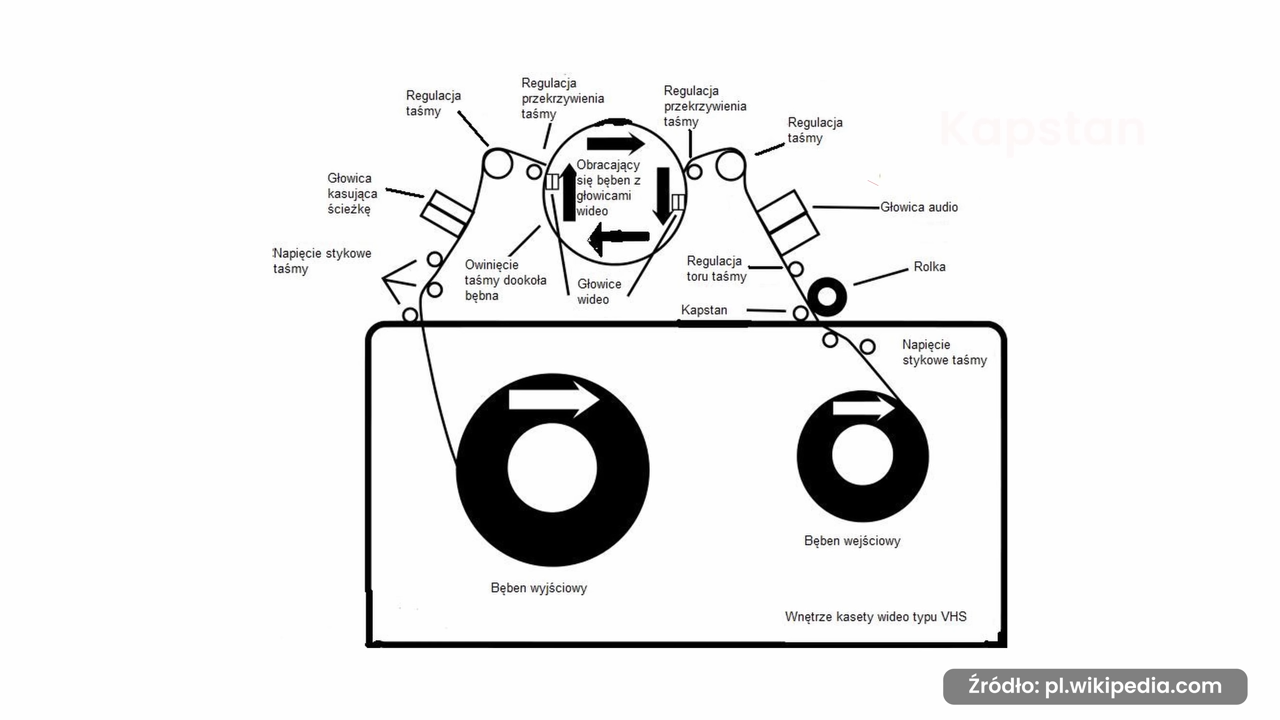 Regulacja
taśmy
Regulacja
przekrzywienia
taśmy
Regulacja
przekrzywienia
taśmy
Regulacja
taśmy
Kapstan
Obracający
się bęben z
głowicami
wideo
Głowica
kasująca
ścieźkę
Głowica audio
Napięcie stykowe
taśmy
Owinięcie
taśmy dookoła
bębna
Głowice
wideo
Regulacja
toru taśmy
Rolka
Kapstan
Napięcie
stykowe taśmy
Bęben wejściowy
Bęben wyjściowy
Wnętrze kasety wideo typu VHS
Źródło: pl.wikipedia.com